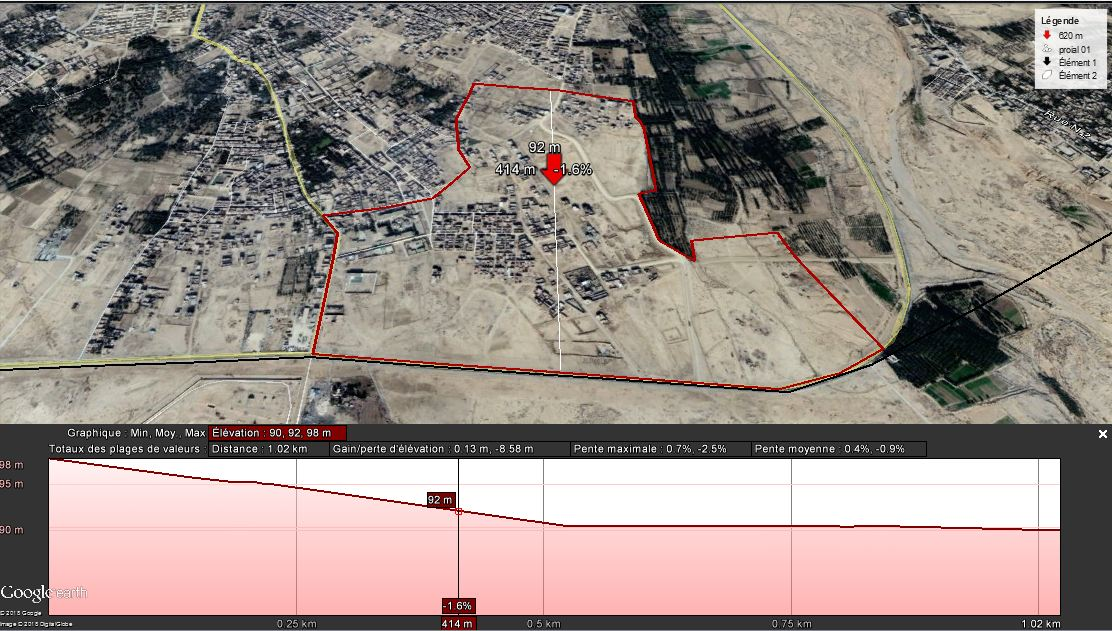 Légende
620 m
proial 01
Élément 1
Élément 2
92 m
414 m -1.6%
Graphique : Min, Moy., Max Élévation : 90, 92, 98 m
Totaux des plages de valeurs : Distance : 1.02 km Gain/perte d'élévation : 0.13 m, -8.58 m Pente maximale : 0.7%, -2.5% Pente moyenne : 0.4%, -0.9%
98 m
95 m
92 m
90 m
Google earth
© 2018 Google
Image © 2018 DigitalGlobe
-1.6%
414 m
0.25 km
0.5 km
0.75 km
1.02 km